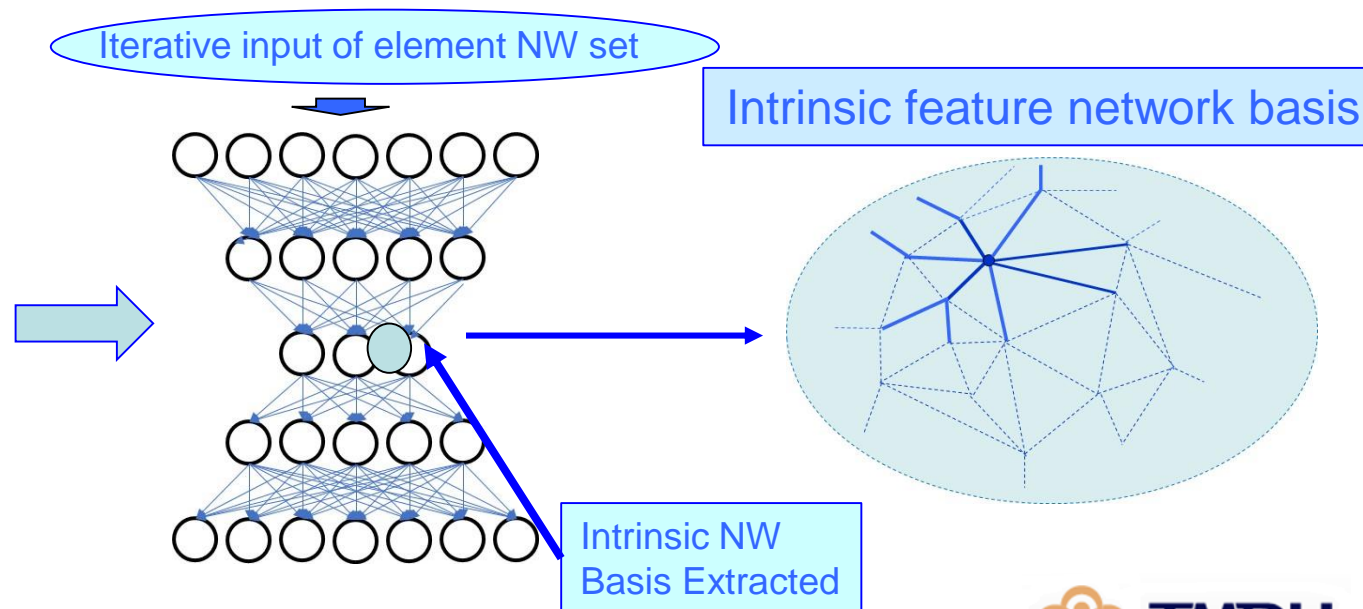 Iterative input of element NW set
Intrinsic feature network basis
Intrinsic NW
Basis Extracted